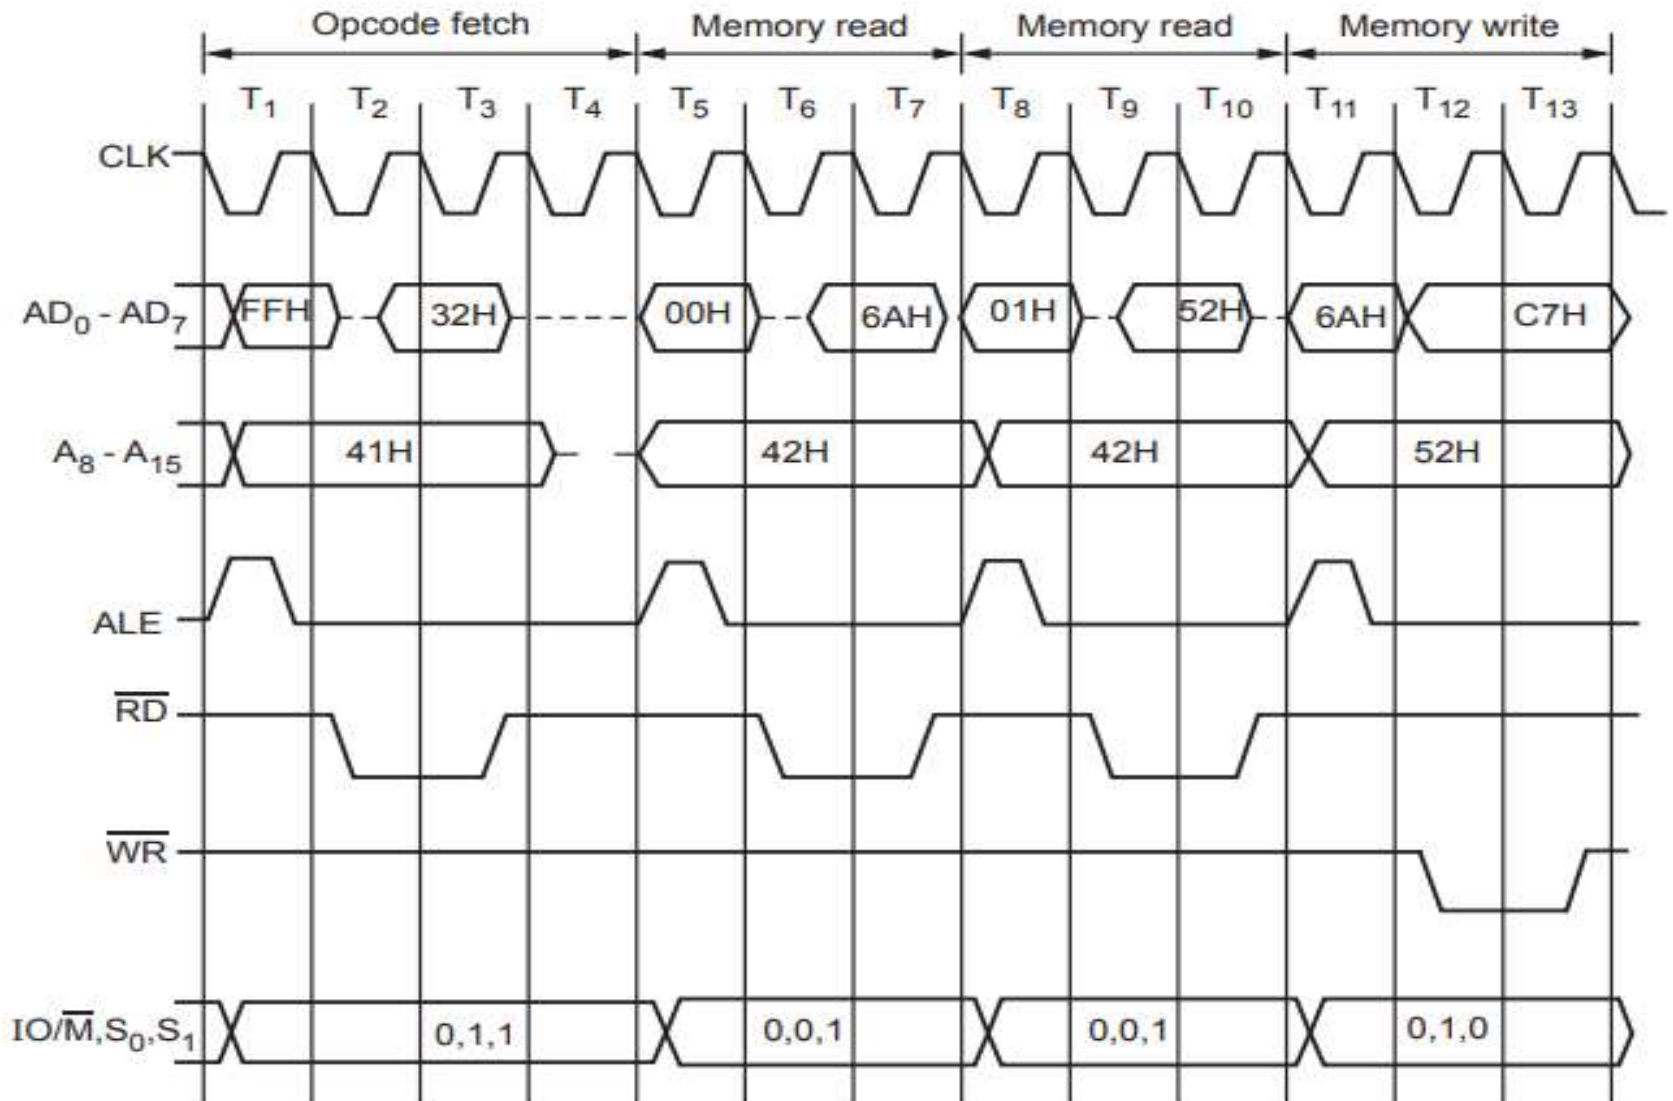 Opcode fetch Memory read Memory read Memory write
T1 T2 T3 T4 T5 T6 T7 T8 T9 T10 T11 T12 T13
CLK
AD0 - AD7 FFH 32H 00H 6AH 01H 52H 6AH C7H
A8 - A15 41H 42H 42H 52H
ALE
R̅D̅
W̅R̅
IO/M̅,S0,S1 0,1,1 0,0,1 0,0,1 0,1,0